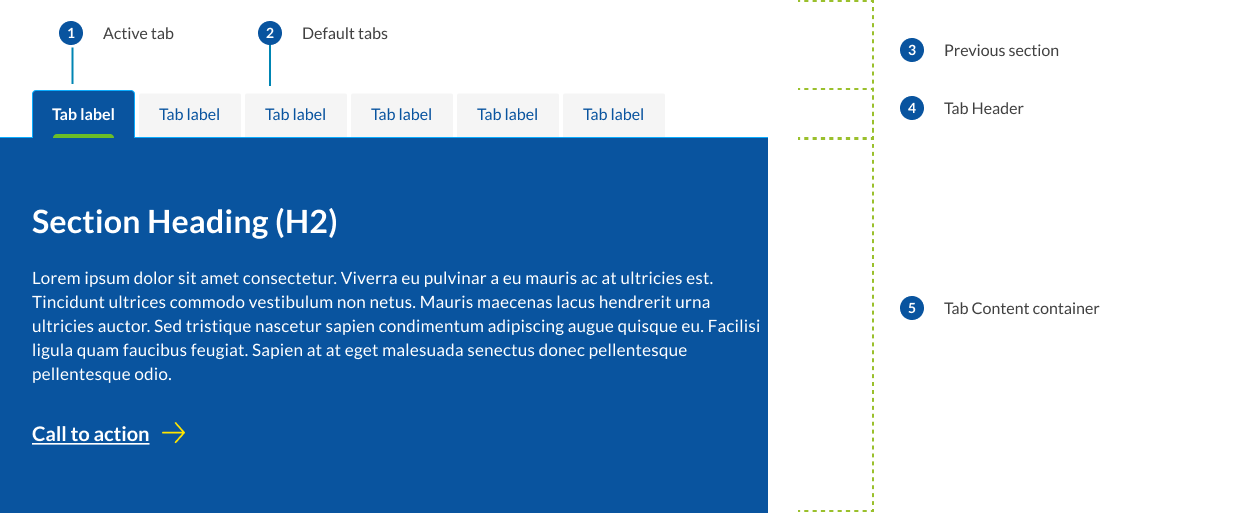 1 Active tab
2 Default tabs
3 Previous section
4 Tab Header
Tab label Tab label Tab label Tab label Tab label Tab label
Section Heading (H2)
Lorem ipsum dolor sit amet consectetur. Viverra eu pulvinar a eu mauris ac at ultricies est.
Tincidunt ultrices commodo vestibulum non netus. Mauris maecenas lacus hendrerit urna
ultricies auctor. Sed tristique nascetur sapien condimentum adipiscing augue quisque eu. Facilisi
ligula quam faucibus feugiat. Sapien at at eget malesuada senectus donec pellentesque
pellentesque odio.
Call to action
5 Tab Content container